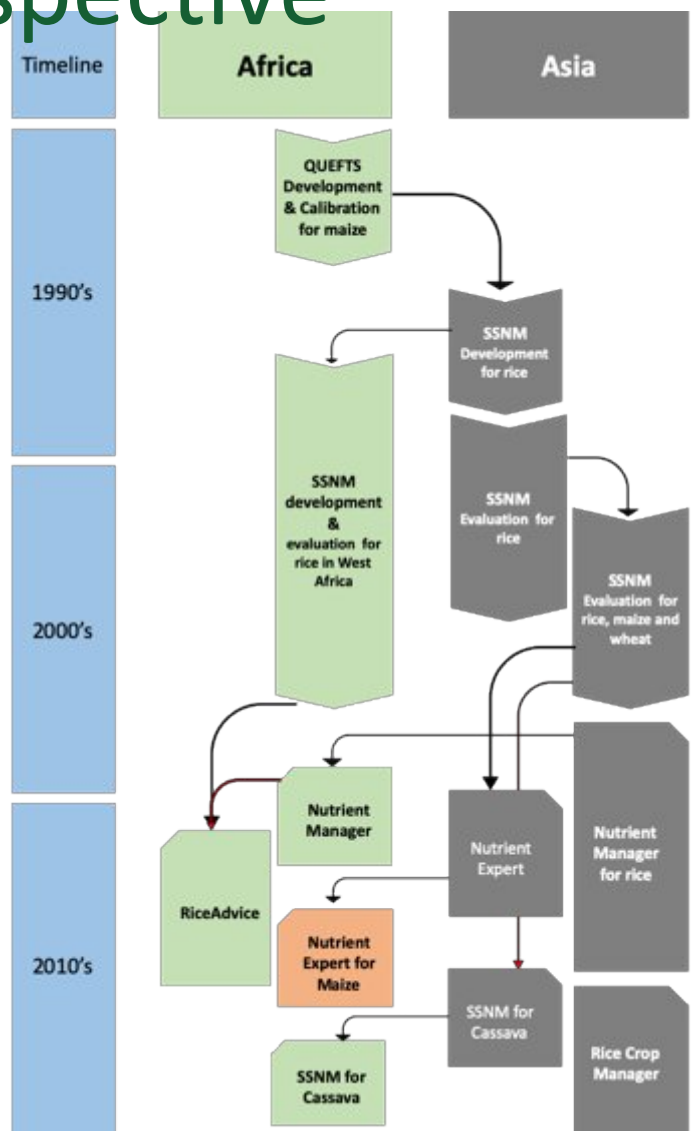 spective
Timeline
Africa
Asia
QUEFTS
Development
& Calibration
for maize
1990's
SSNM
Development
for rice
SSNM
development
&
evaluation for
rice in West
Africa
SSNM
Evaluation for
rice
SSNM
Evaluation for
rice, maize and
wheat
2000's
Nutrient
Manager
Nutrient
Expert
Nutrient
Manager
for rice
RiceAdvice
Nutrient
Expert for
Maize
2010's
SSNM for
Cassava
Rice Crop
Manager
SSNM for
Cassava